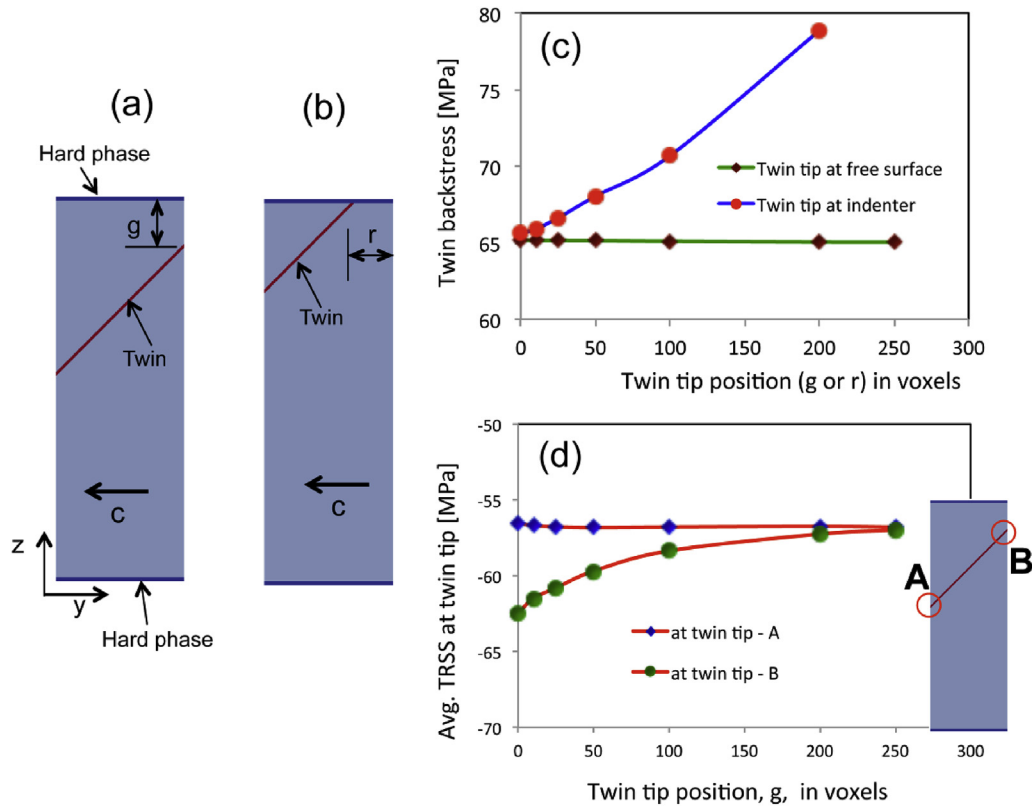 (a)
(b)
Hard phase
g
r
Twin
Twin
c
c
z
y
Hard phase
(c)
Twin backstress [MPa]
80
75
70
65
60
Twin tip at free surface
Twin tip at indenter
0
50
100
150
200
250
300
Twin tip position (g or r) in voxels
(d)
Avg. TRSS at twin tip [MPa]
-50
-55
-60
-65
-70
at twin tip - A
at twin tip - B
A
B
0
50
100
150
200
250
300
Twin tip position, g, in voxels